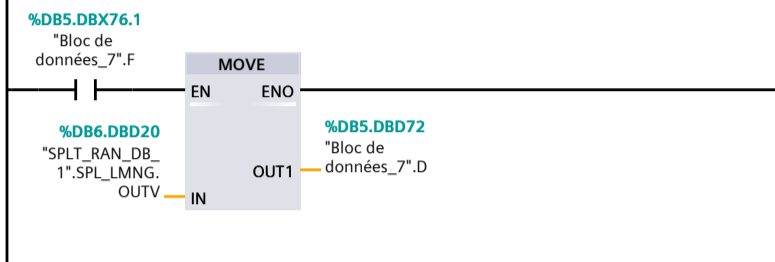 %DB5.DBX76.1
"Bloc de
données_7".F
MOVE
EN
ENO
%DB6.DBD20
"SPLT_RAN_DB_
1".SPL_LMNG.
OUTV
IN
OUT1
%DB5.DBD72
"Bloc de
données_7".D